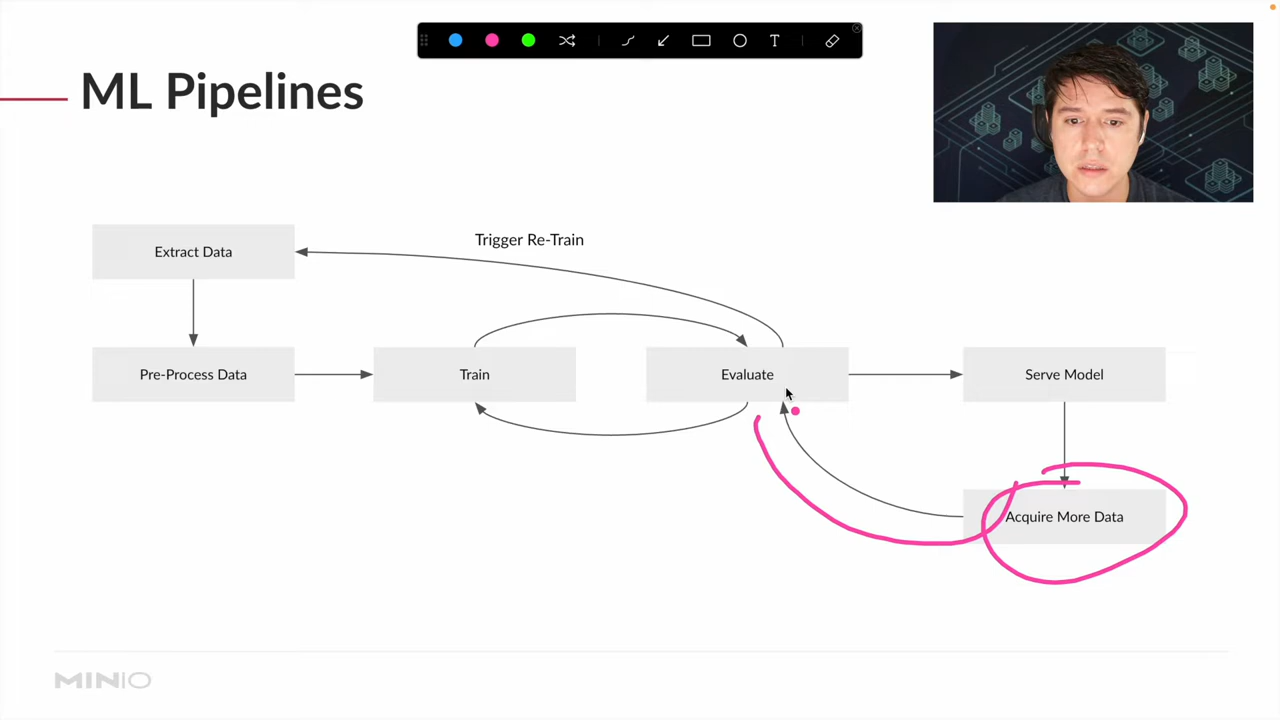 T
ML Pipelines
Extract Data
Trigger Re-Train
Pre-Process Data
Train
Evaluate
Serve Model
Acquire More Data
MINIO